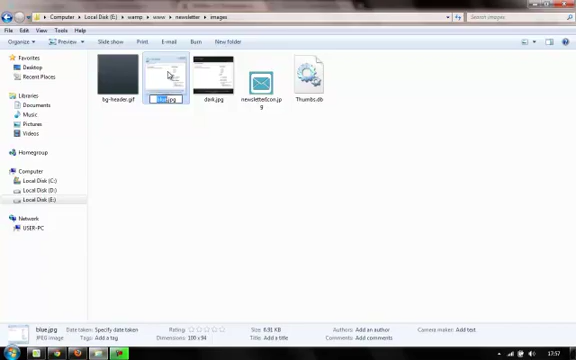 Computer ▸ Local Disk (E:) ▸ wamp ▸ www ▸ newsletter ▸ images
Search images
File Edit View Tools Help
Organize Preview Slide show Print E-mail Burn New folder
Favorites
Desktop
Recent Places
Libraries
Documents
Music
Pictures
Videos
Homegroup
Computer
Local Disk (C:)
Local Disk (D:)
Local Disk (E:)
Network
USER-PC
bg-header.gif
blue.jpg
dark.jpg
newsletterIcon.jp
g
Thumbs.db
blue.jpg Date taken: Specify date taken Rating: Size: 6.91 KB Authors: Add an author Camera maker: Add text
JPEG Image Tags: Add a tag Dimensions: 100 x 94 Title: Add a title Comments: Add comments
17:57